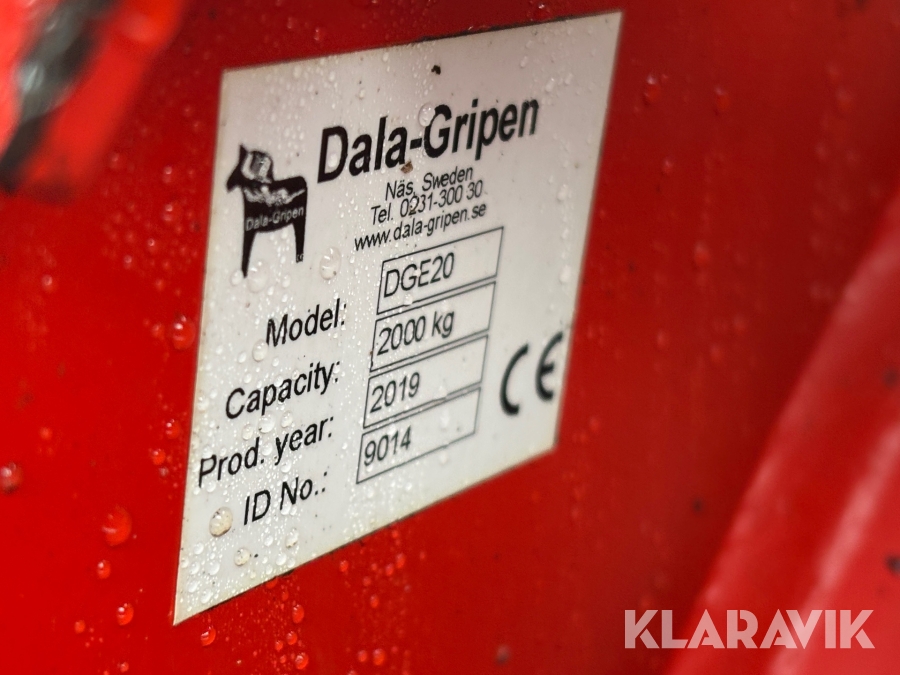 Dala-Gripen
Näs, Sweden
Tel. 0231-300 30
www.dala-gripen.se
Dala-Gripen
Model: DGE20
Capacity: 2000 kg
Prod. year: 2019
ID No.: 9014
CE
KLARAVIK